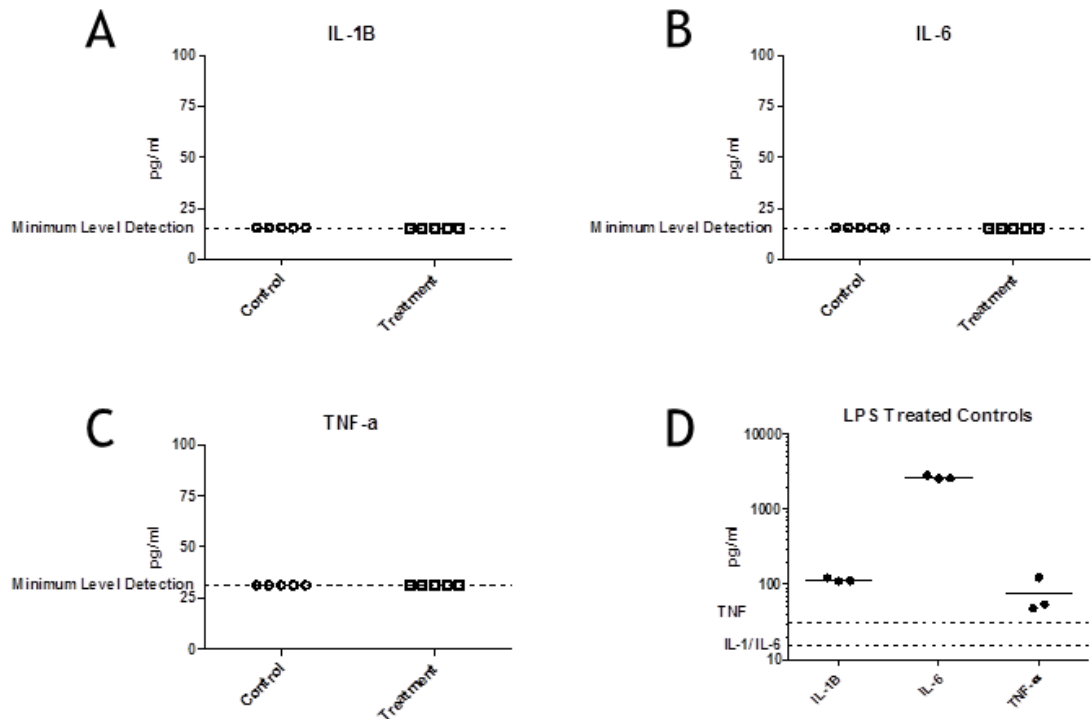 A
IL-1B
100
75
50
25
0
pg/ml
Minimum Level Detection
Control
Treatment
B
IL-6
100
75
50
25
0
pg/ml
Minimum Level Detection
Control
Treatment
C
TNF-a
100
75
50
25
0
pg/ml
Minimum Level Detection
Control
Treatment
D
LPS Treated Controls
10000
1000
100
10
pg/ml
TNF
IL-1/IL-6
IL-1B
IL-6
TNF-α